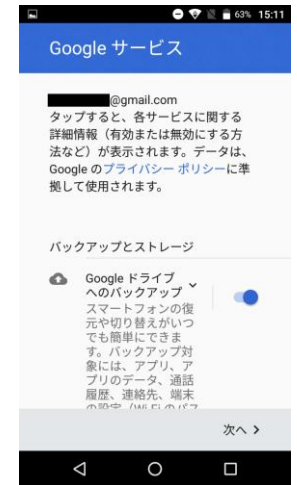 63% 15:11
Google サービス
@gmail.com
タップすると、各サービスに関する
詳細情報（有効または無効にする方
法など）が表示されます。データは、
Google のプライバシー ポリシーに準
拠して使用されます。
バックアップとストレージ
Google ドライブ
へのバックアップ
スマートフォンの復
元や切り替えがいつ
でも簡単にできま
す。バックアップ対
象には、アプリ、ア
プリのデータ、通話
履歴、連絡先、端末
の設定（Wi-Fi のパス
次へ